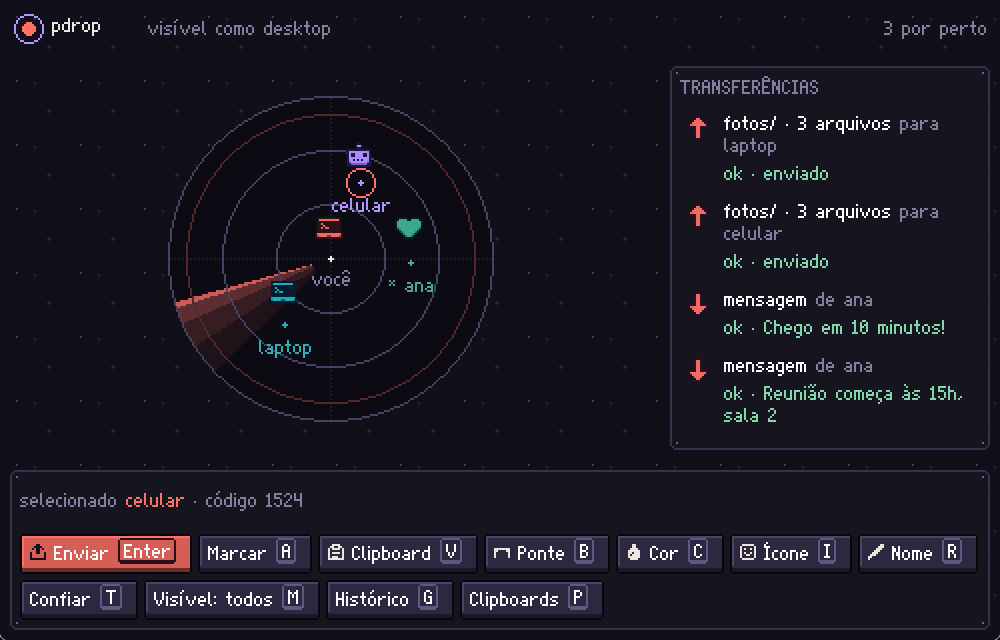 pdrop
visível como desktop
3 por perto
celular
você
× ana
laptop
TRANSFERÊNCIAS
fotos/ · 3 arquivos para
laptop
ok · enviado
fotos/ · 3 arquivos para
celular
ok · enviado
mensagem de ana
ok · Chego em 10 minutos!
mensagem de ana
ok · Reunião começa às 15h,
sala 2
selecionado celular · código 1524
Enviar Enter
Marcar A
Clipboard V
Ponte B
Cor C
Ícone I
Nome R
Confiar T
Visível: todos M
Histórico G
Clipboards P